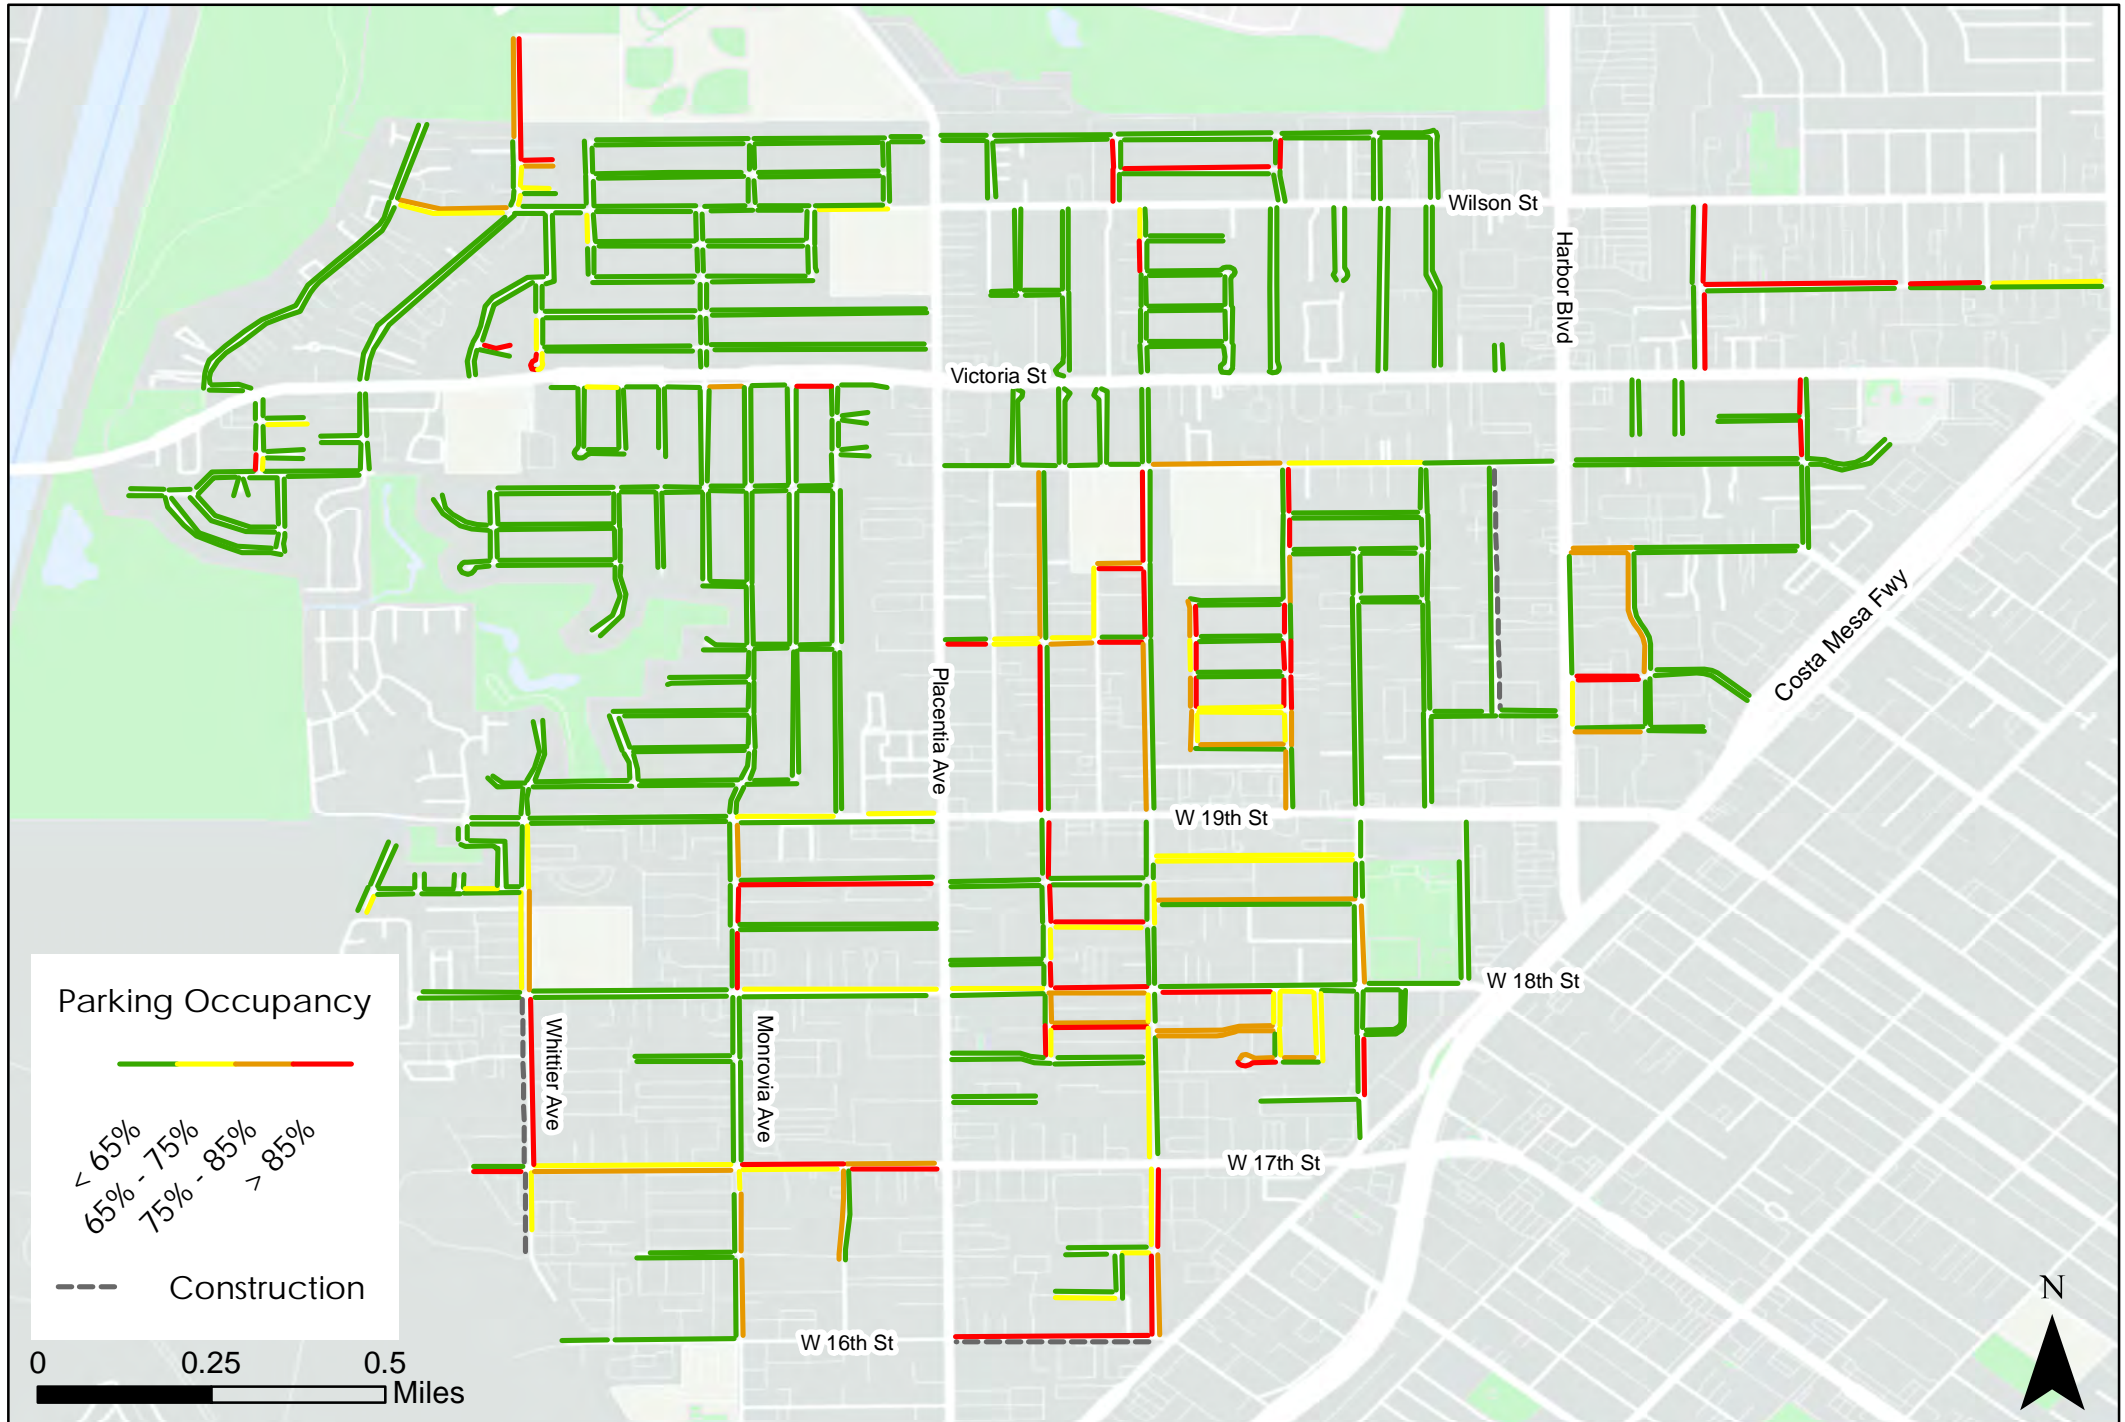 Wilson St
Harbor Blvd
Victoria St
Costa Mesa Fwy
Placentia Ave
W 19th St
W 18th St
Parking Occupancy
Whittier Ave
Monrovia Ave
< 65%
65% - 75%
75% - 85%
> 85%
W 17th St
Construction
N
W 16th St
0 0.25 0.5
Miles